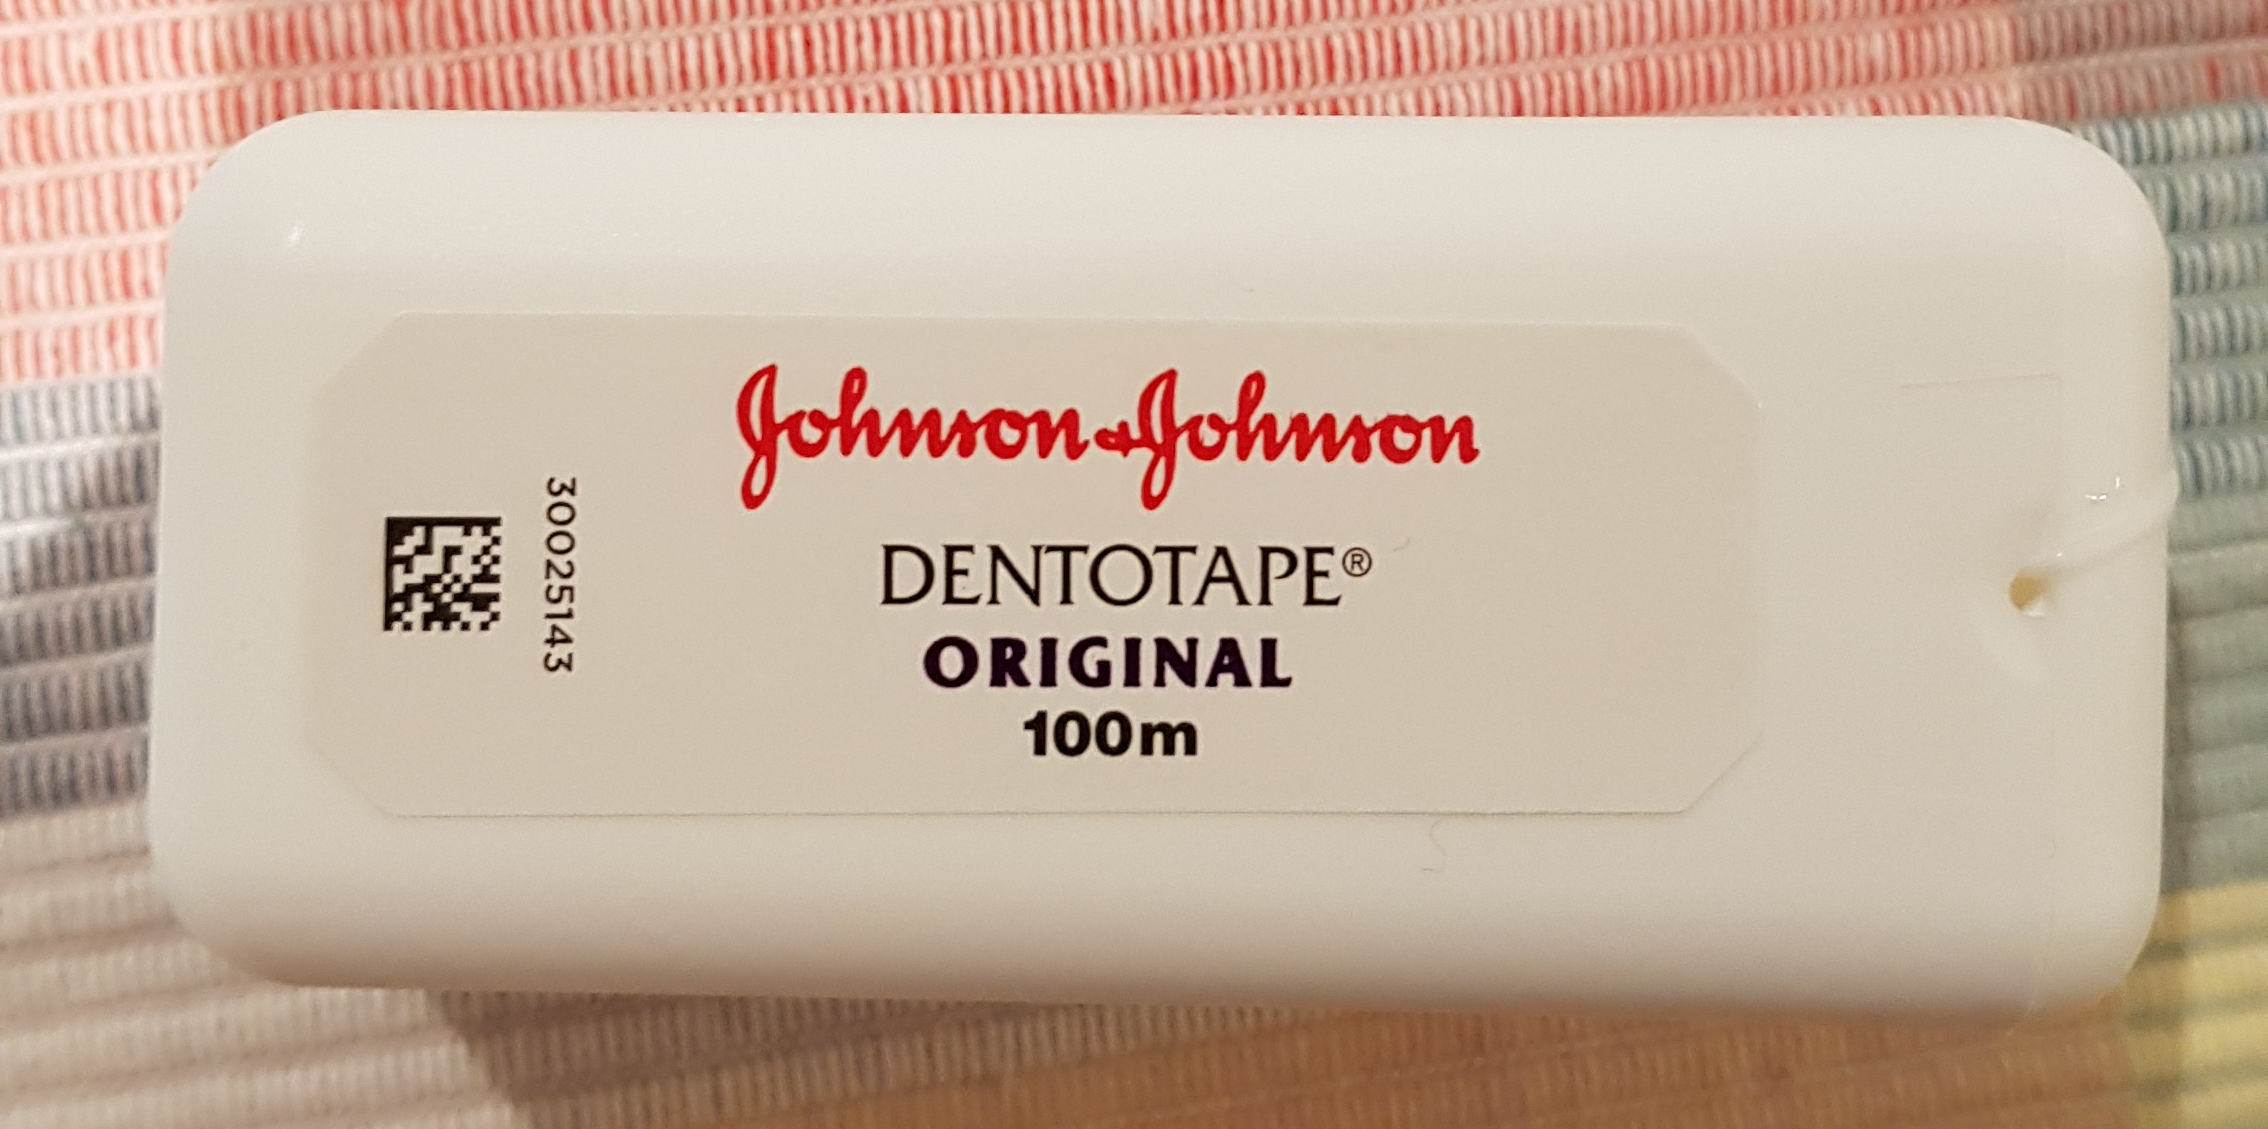 Johnson & Johnson
DENTOTAPE®
ORIGINAL
100m
30025143